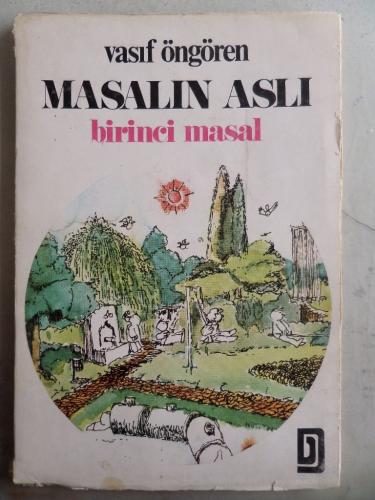 vasıf öngören
MASALIN ASLI
birinci masal